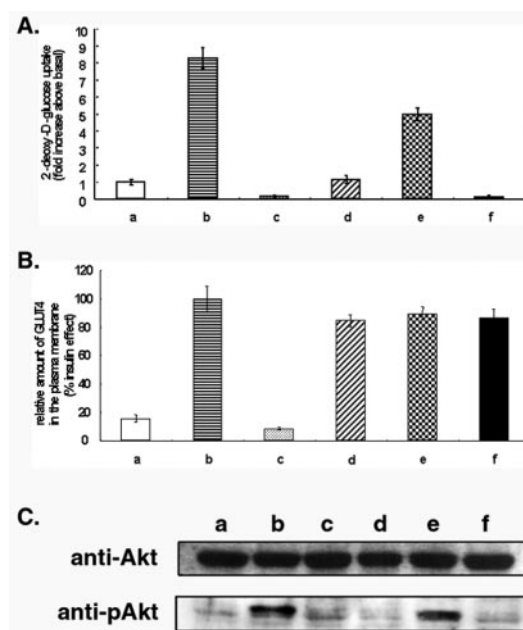 A.
2-deoxy-D-glucose uptake
(fold increase above basal)
10
9
8
7
6
5
4
3
2
1
0
a b c d e f
B.
relative amount of GLUT4
in the plasma membrane
(% insulin effect)
120
100
80
60
40
20
0
a b c d e f
C.
a b c d e f
anti-Akt
anti-pAkt